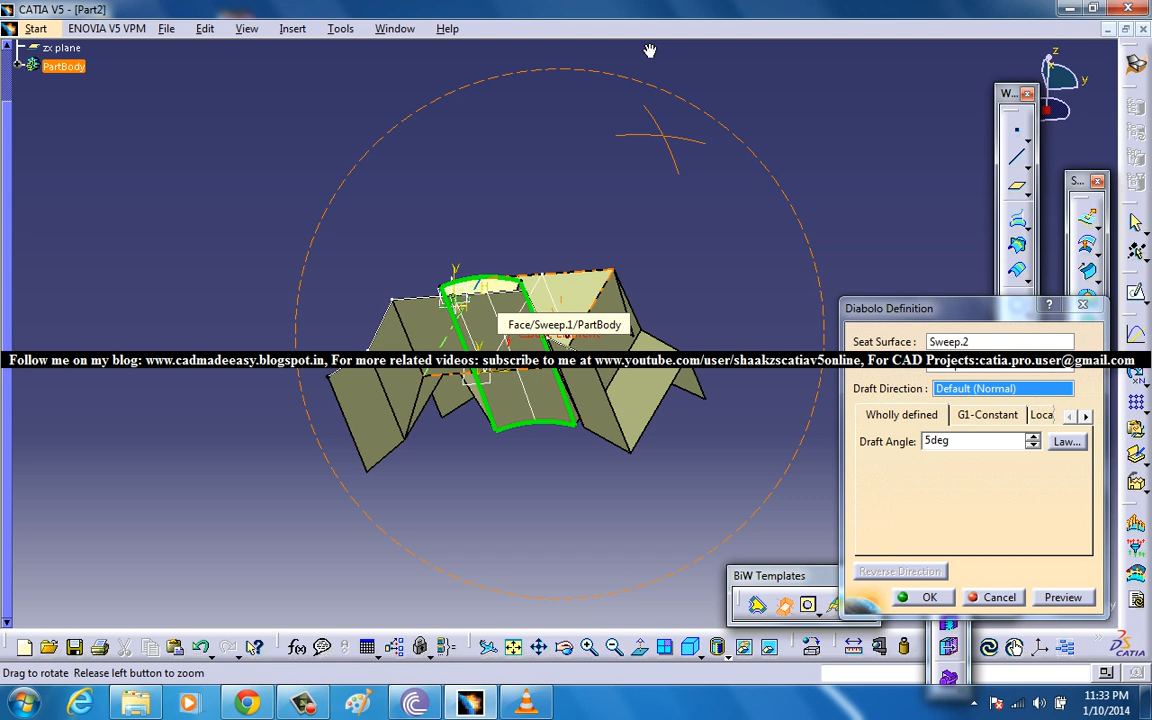 CATIA V5 - [Part2]
Start ENOVIA V5 VPM File Edit View Insert Tools Window Help
zx plane
PartBody
z
y
x
W...
S...
y
Face/Sweep.1/PartBody
y
Diabolo Definition
Seat Surface : Sweep.2
Follow me on my blog: www.cadmadeeasy.blogspot.in, For more related videos: subscribe to me at www.youtube.com/user/shaakzscatiav5online, For CAD Projects:catia.pro.user@gmail.com
Draft Direction : Default (Normal)
Wholly defined G1-Constant Loca
Draft Angle: 5deg Law...
Reverse Direction
OK Cancel Preview
BiW Templates
Drag to rotate Release left button to zoom
CATIA
11:33 PM
1/10/2014